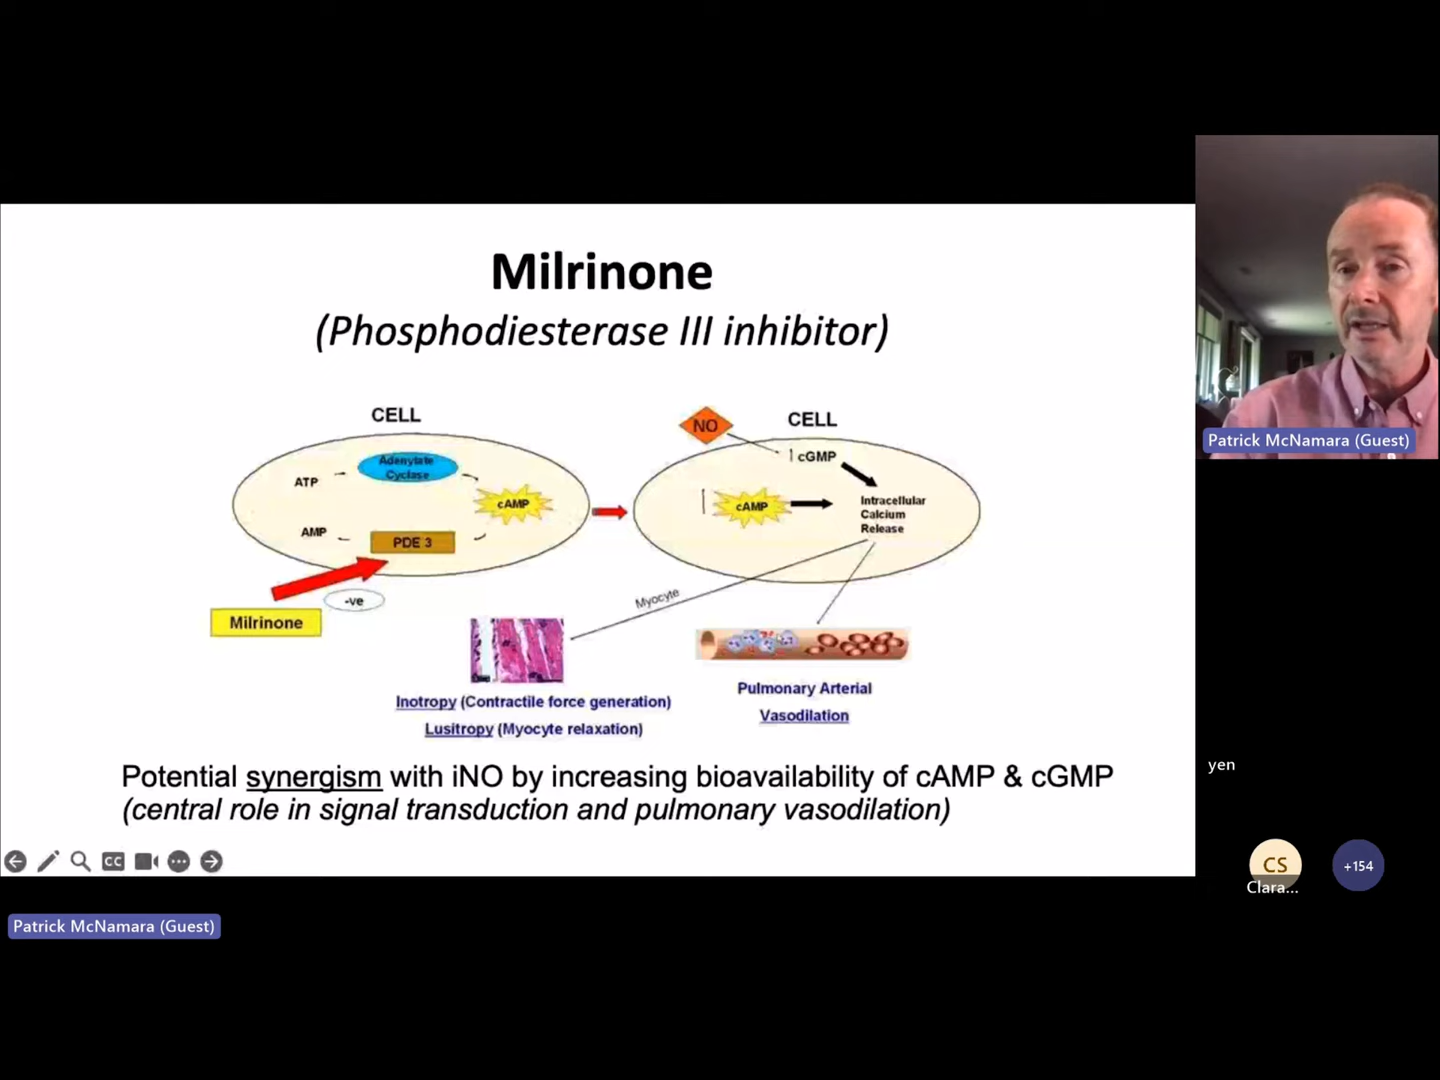 Milrinone
(Phosphodiesterase III inhibitor)
CELL
Adenylate
Cyclase
ATP
cAMP
AMP
PDE 3
-ve
Milrinone
NO
CELL
cGMP
cAMP
Intracellular
Calcium
Release
Myocyte
Inotropy (Contractile force generation)
Lusitropy (Myocyte relaxation)
Pulmonary Arterial
Vasodilation
Potential synergism with iNO by increasing bioavailability of cAMP & cGMP
(central role in signal transduction and pulmonary vasodilation)
CC
Patrick McNamara (Guest)
Patrick McNamara (Guest)
yen
CS
Clara...
+154